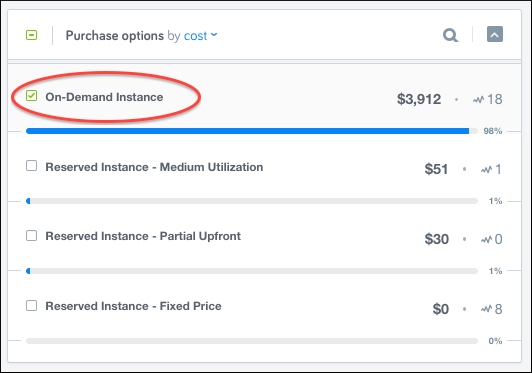 Purchase options by cost
On-Demand Instance $3,912 • 18
98%
Reserved Instance - Medium Utilization $51 • 1
1%
Reserved Instance - Partial Upfront $30 • 0
1%
Reserved Instance - Fixed Price $0 • 8
0%